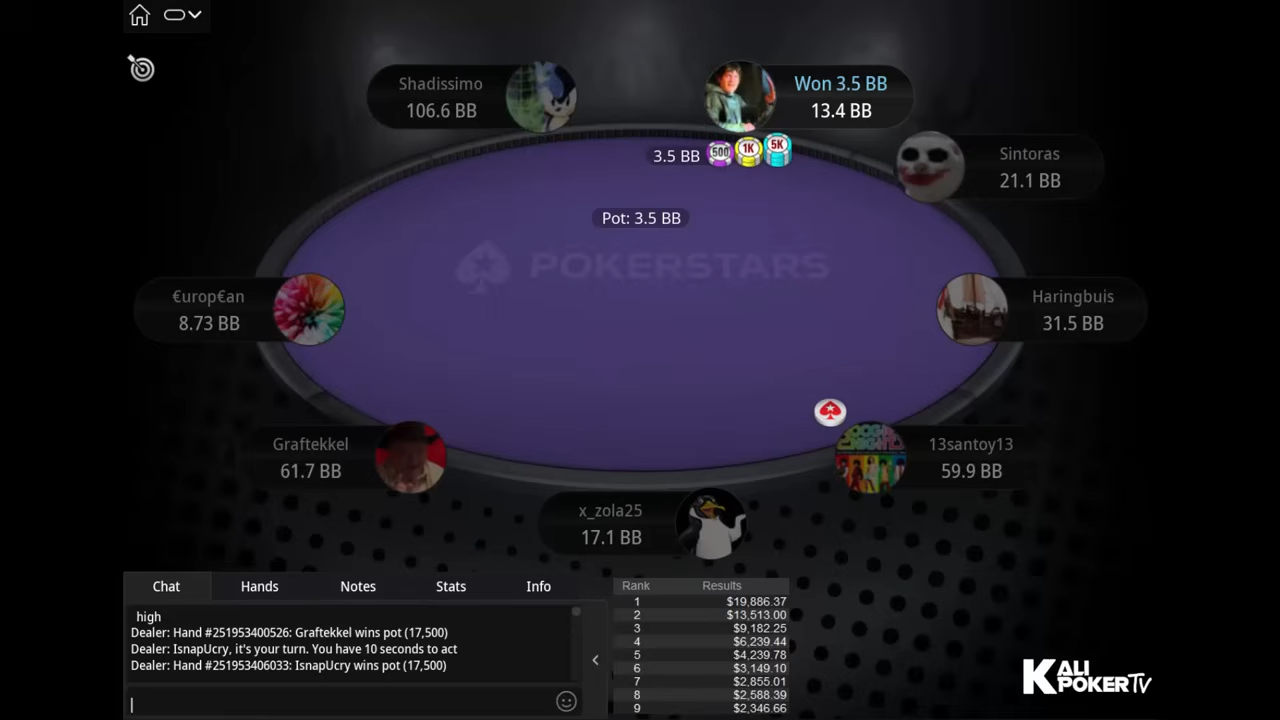 Shadissimo
106.6 BB
Won 3.5 BB
13.4 BB
3.5 BB
500
1K
5K
Sintoras
21.1 BB
Pot: 3.5 BB
POKERSTARS
€urop€an
8.73 BB
Haringbuis
31.5 BB
Graftekkel
61.7 BB
13santoy13
59.9 BB
x_zola25
17.1 BB
Chat Hands Notes Stats Info
high
Dealer: Hand #251953400526: Graftekkel wins pot (17,500)
Dealer: IsnapUcry, it's your turn. You have 10 seconds to act
Dealer: Hand #251953406033: IsnapUcry wins pot (17,500)
Rank Results
1 $19,886.37
2 $13,513.00
3 $9,182.25
4 $6,239.44
5 $4,239.78
6 $3,149.10
7 $2,855.01
8 $2,588.39
9 $2,346.66
KALI
POKERTV